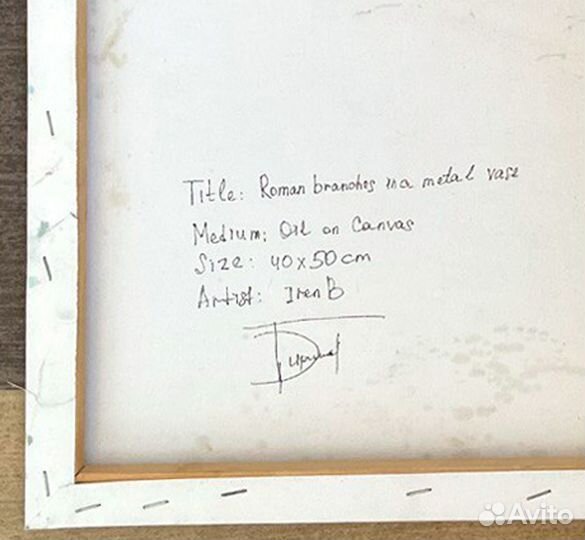 Title: Roman branches in a metal vase
Medium: Oil on Canvas
Size: 40x50cm
Artist: Iren B
Avito